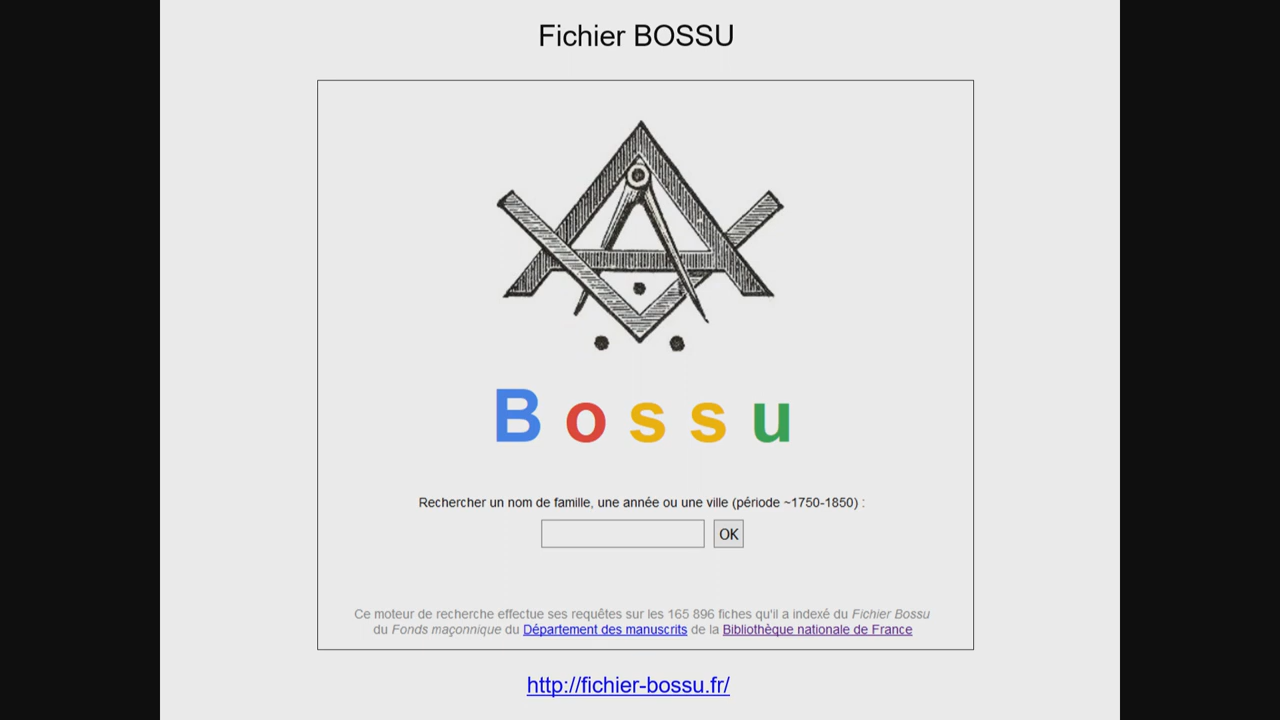 Fichier BOSSU
B o s s u
Rechercher un nom de famille, une année ou une ville (période ~1750-1850) :
OK
Ce moteur de recherche effectue ses requêtes sur les 165 896 fiches qu'il a indexé du Fichier Bossu
du Fonds maçonnique du Département des manuscrits de la Bibliothèque nationale de France
http://fichier-bossu.fr/